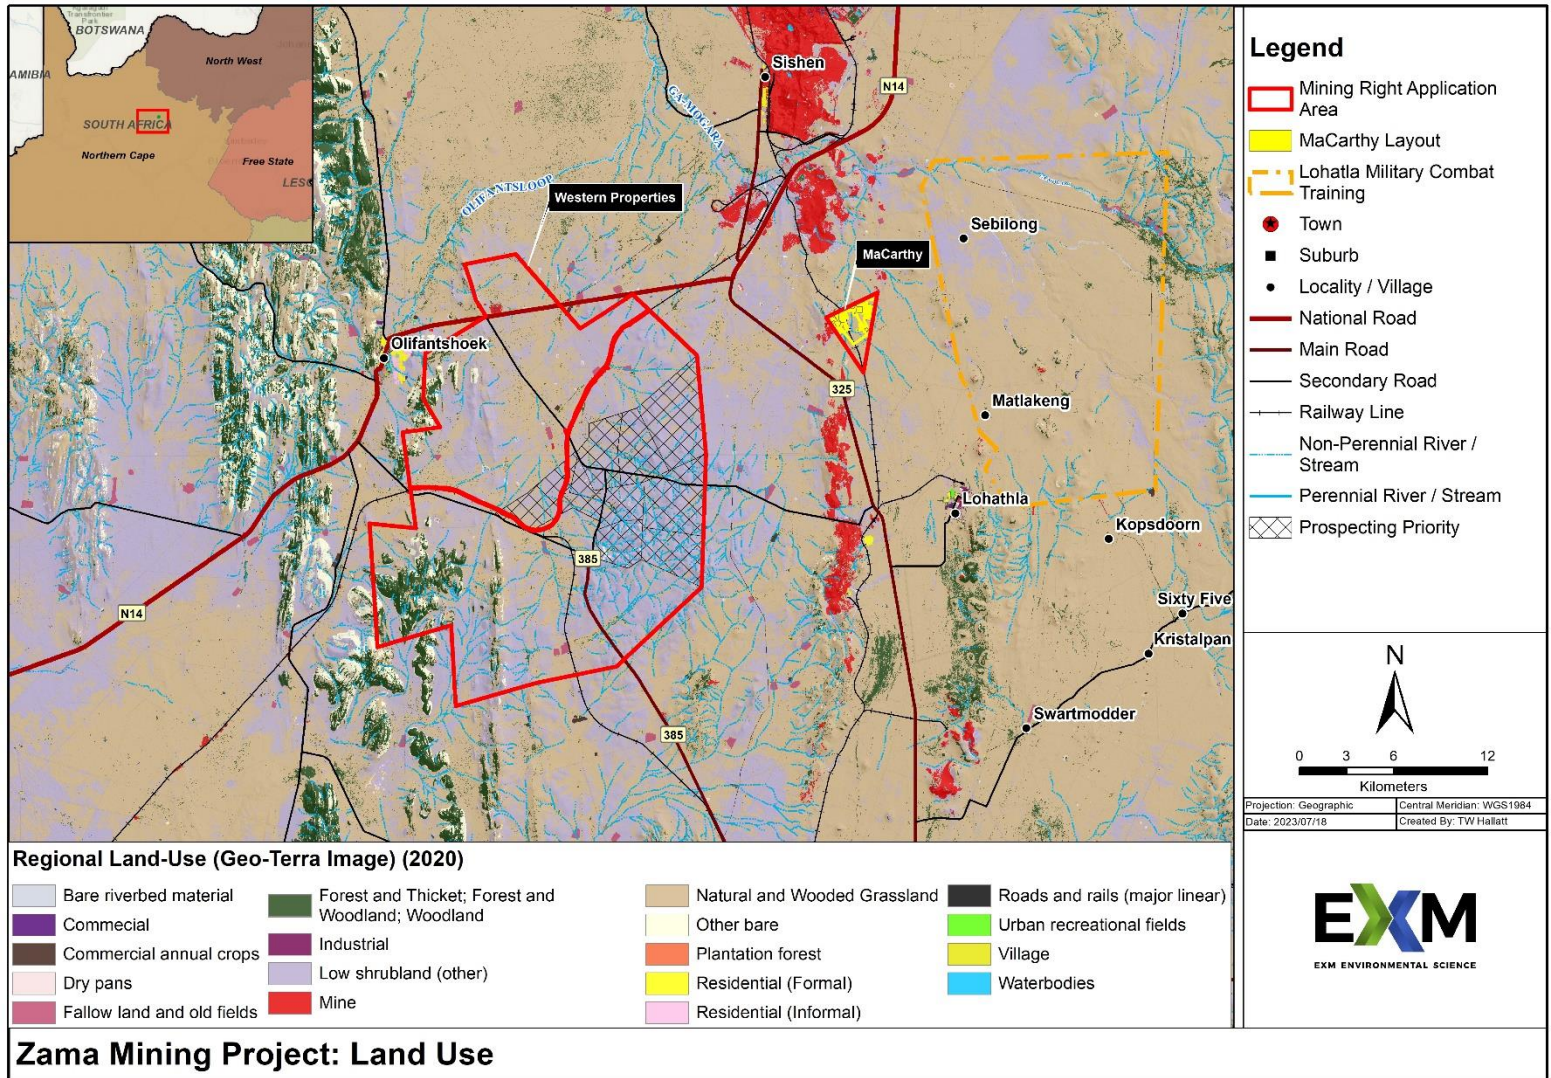 Agangameteng
Transfrontier
Park
BOTSWANA
AMIBIA
North West
SOUTH AFRICA
Northern Cape
Free State
LES
Sishen
N14
GA-MOGARA
OLIFANTSLOOP
Western Properties
MaCarthy
Sebilong
Olifantshoek
325
Matlakeng
Lohathla
Kopsdoorn
385
N14
Sixty Five
Kristalpan
Swartmodder
385
Legend
Mining Right Application
Area
MaCarthy Layout
Lohatla Military Combat
Training
Town
Suburb
Locality / Village
National Road
Main Road
Secondary Road
Railway Line
Non-Perennial River /
Stream
Perennial River / Stream
Prospecting Priority
N
0 3 6 12
Kilometers
Projection: Geographic
Central Meridian: WGS1984
Date: 2023/07/18
Created By: TW Hallatt
EXM
EXM ENVIRONMENTAL SCIENCE
Regional Land-Use (Geo-Terra Image) (2020)
Bare riverbed material
Commecial
Commercial annual crops
Dry pans
Fallow land and old fields
Forest and Thicket; Forest and
Woodland; Woodland
Industrial
Low shrubland (other)
Mine
Natural and Wooded Grassland
Other bare
Plantation forest
Residential (Formal)
Residential (Informal)
Roads and rails (major linear)
Urban recreational fields
Village
Waterbodies
Zama Mining Project: Land Use